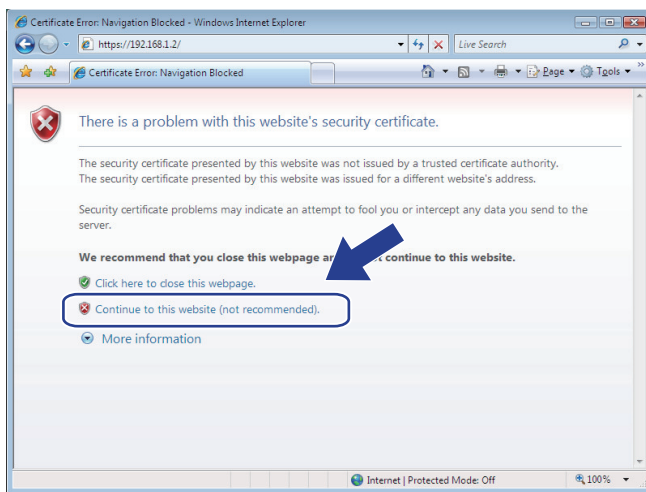 Certificate Error: Navigation Blocked - Windows Internet Explorer
https://192.168.1.2/
Live Search
Certificate Error: Navigation Blocked
Page
Tools
There is a problem with this website's security certificate.
The security certificate presented by this website was not issued by a trusted certificate authority.
The security certificate presented by this website was issued for a different website's address.
Security certificate problems may indicate an attempt to fool you or intercept any data you send to the
server.
We recommend that you close this webpage continue to this website.
Click here to close this webpage.
Continue to this website (not recommended).
More information
Internet | Protected Mode: Off
100%